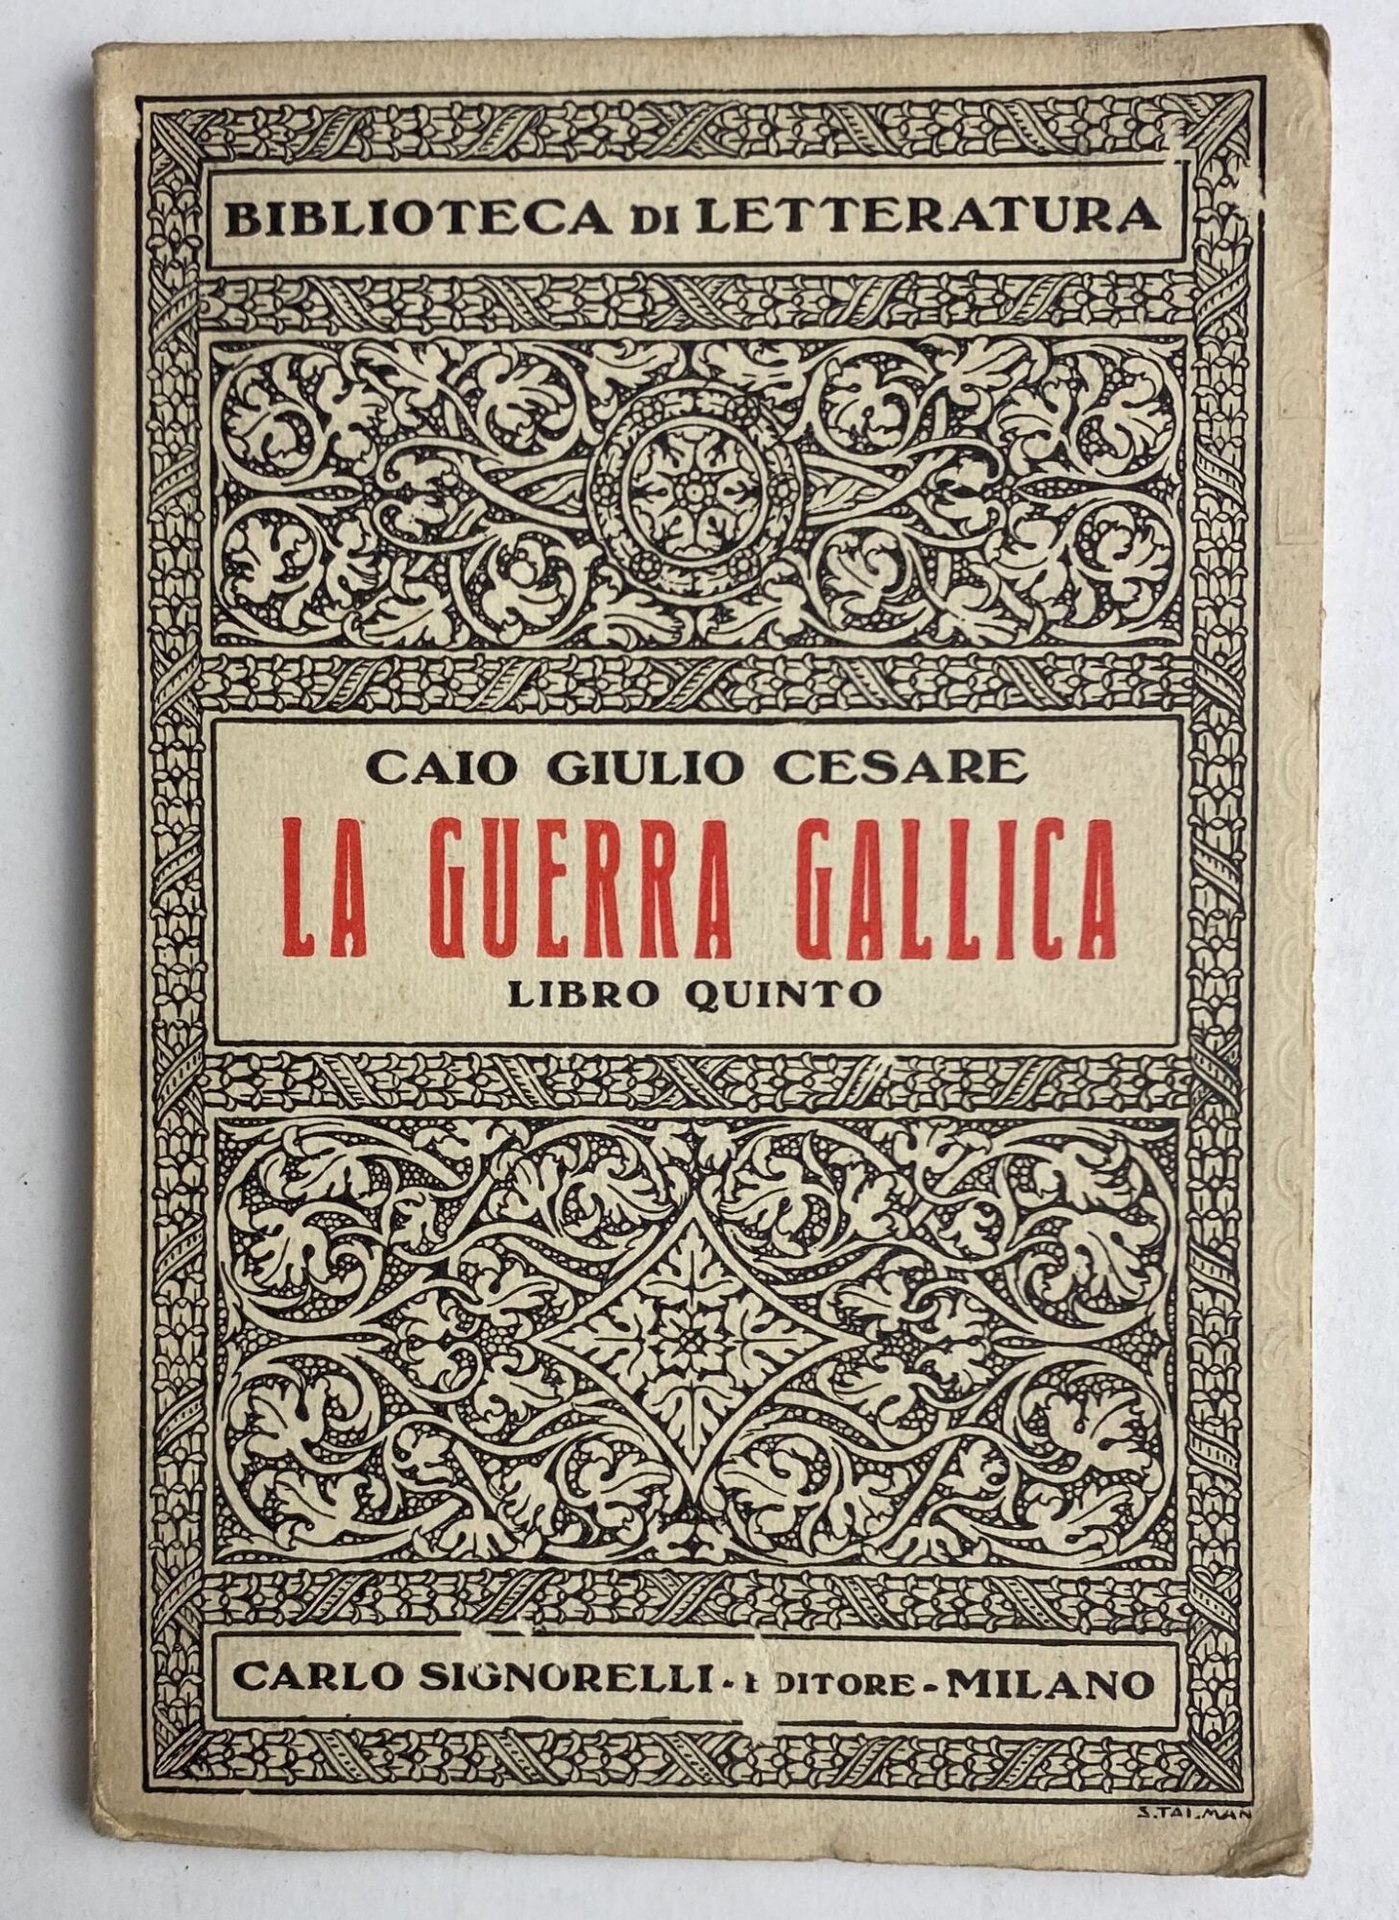 BIBLIOTECA DI LETTERATURA
CAIO GIULIO CESARE
LA GUERRA GALLICA
LIBRO QUINTO
CARLO SIGNORELLI - EDITORE - MILANO
S. TALMAN